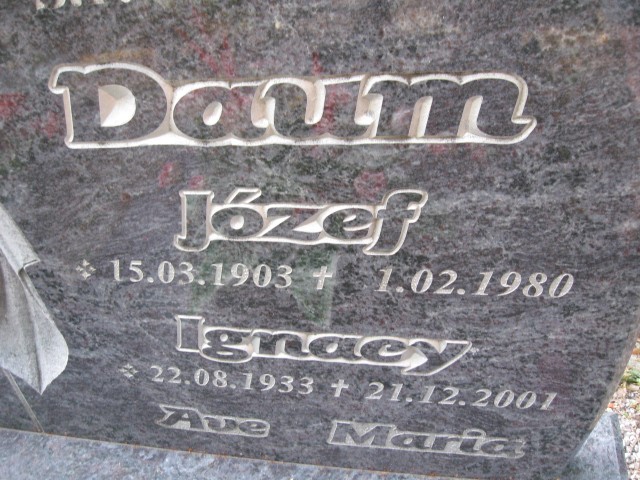 Daum
Józef
15.03.1903 ✝ 1.02.1980
Ignacy
22.08.1933 ✝ 21.12.2001
Ave Maria